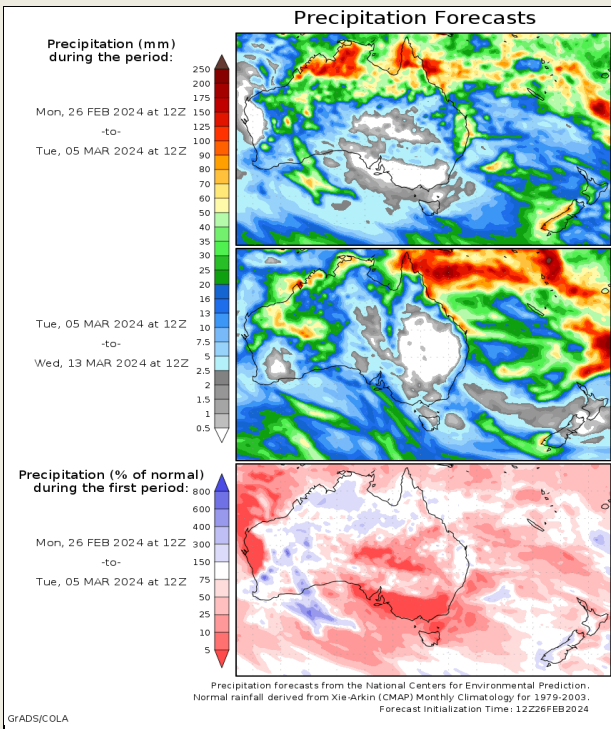 Precipitation Forecasts
Precipitation (mm)
during the period:
Mon, 26 FEB 2024 at 12Z
-to-
Tue, 05 MAR 2024 at 12Z
250
200
175
150
125
100
90
80
70
60
50
40
35
30
25
20
16
13
10
7.5
5
2.5
2
1.5
1
0.5
Tue, 05 MAR 2024 at 12Z
-to-
Wed, 13 MAR 2024 at 12Z
Precipitation (% of normal)
during the first period:
Mon, 26 FEB 2024 at 12Z
-to-
Tue, 05 MAR 2024 at 12Z
800
600
400
300
150
75
50
25
10
5
Precipitation forecasts from the National Centers for Environmental Prediction.
Normal rainfall derived from Xie-Arkin (CMAP) Monthly Climatology for 1979-2003.
Forecast Initialization Time: 12Z26FEB2024
GrADS/COLA